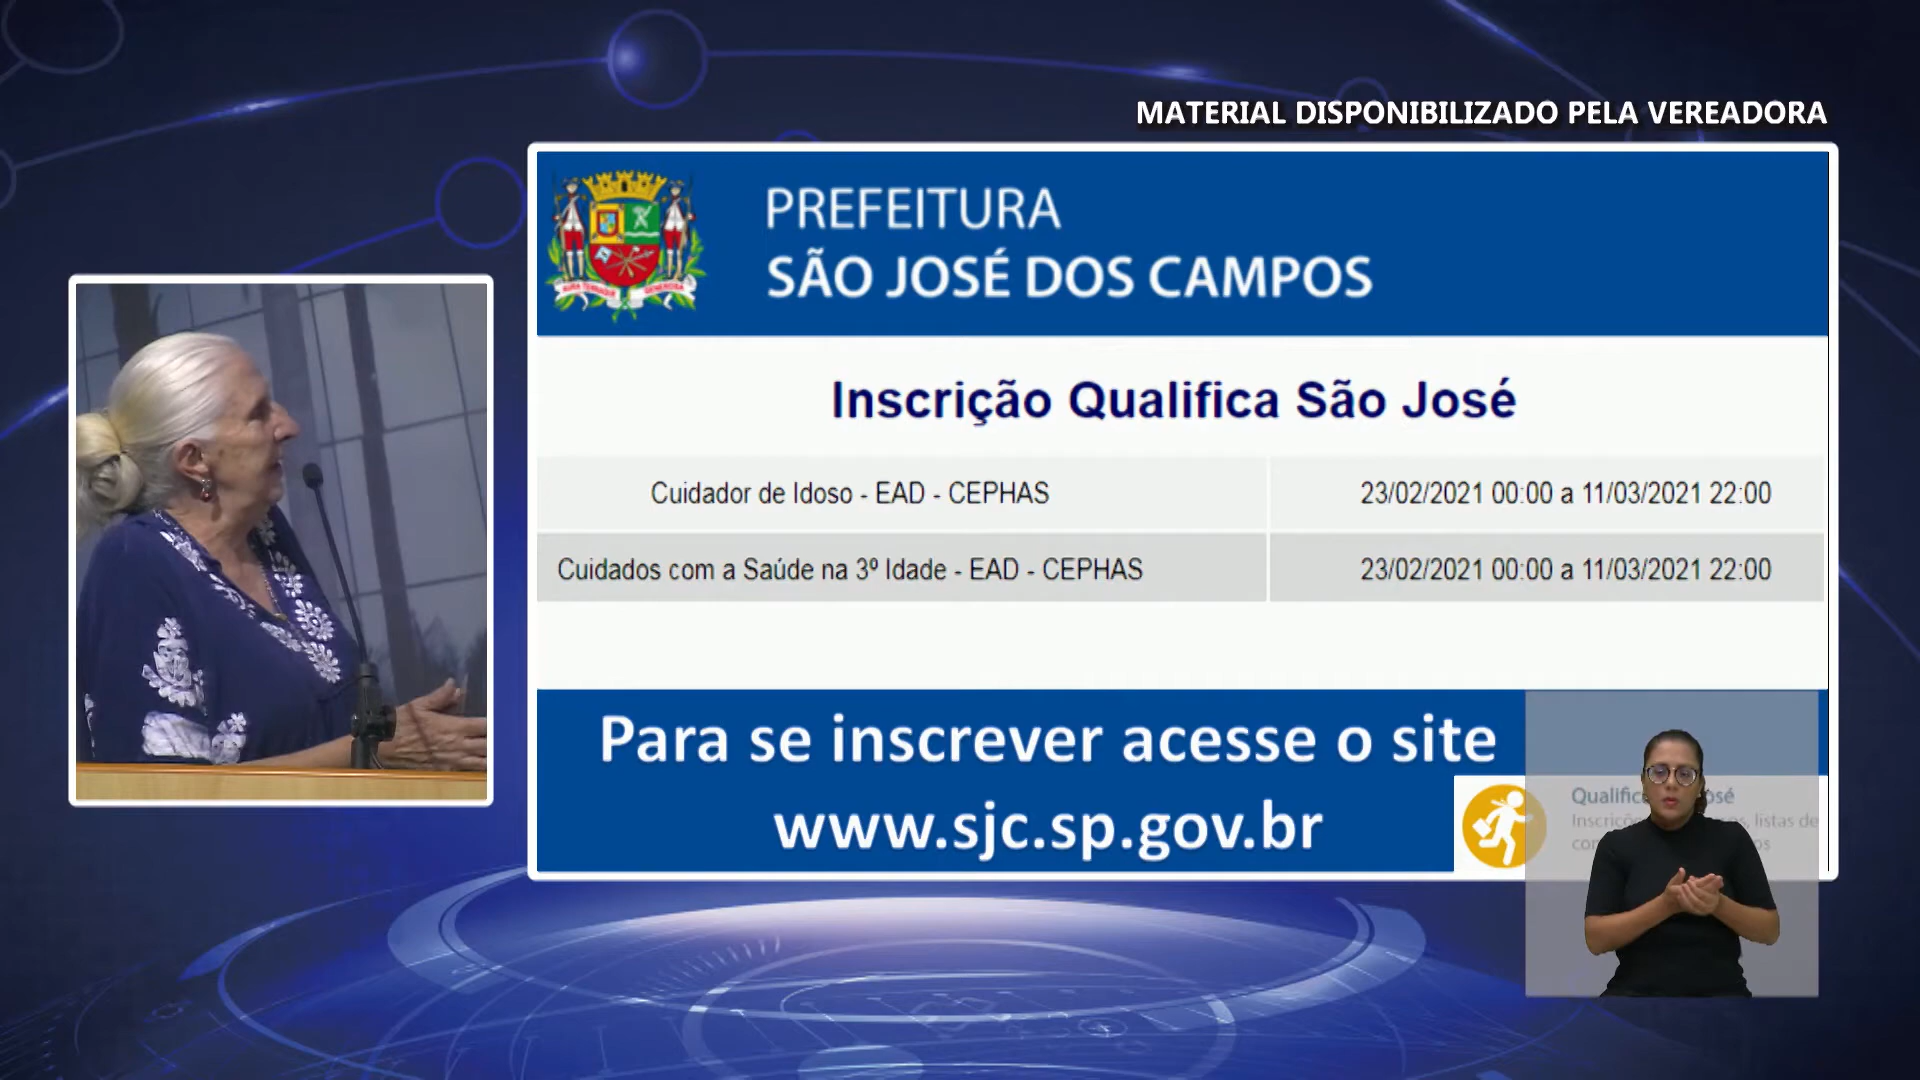 MATERIAL DISPONIBILIZADO PELA VEREADORA
PREFEITURA
SÃO JOSÉ DOS CAMPOS
Inscrição Qualifica São José
Cuidador de Idoso - EAD - CEPHAS 23/02/2021 00:00 a 11/03/2021 22:00
Cuidados com a Saúde na 3º Idade - EAD - CEPHAS 23/02/2021 00:00 a 11/03/2021 22:00
Para se inscrever acesse o site
www.sjc.sp.gov.br
listas de